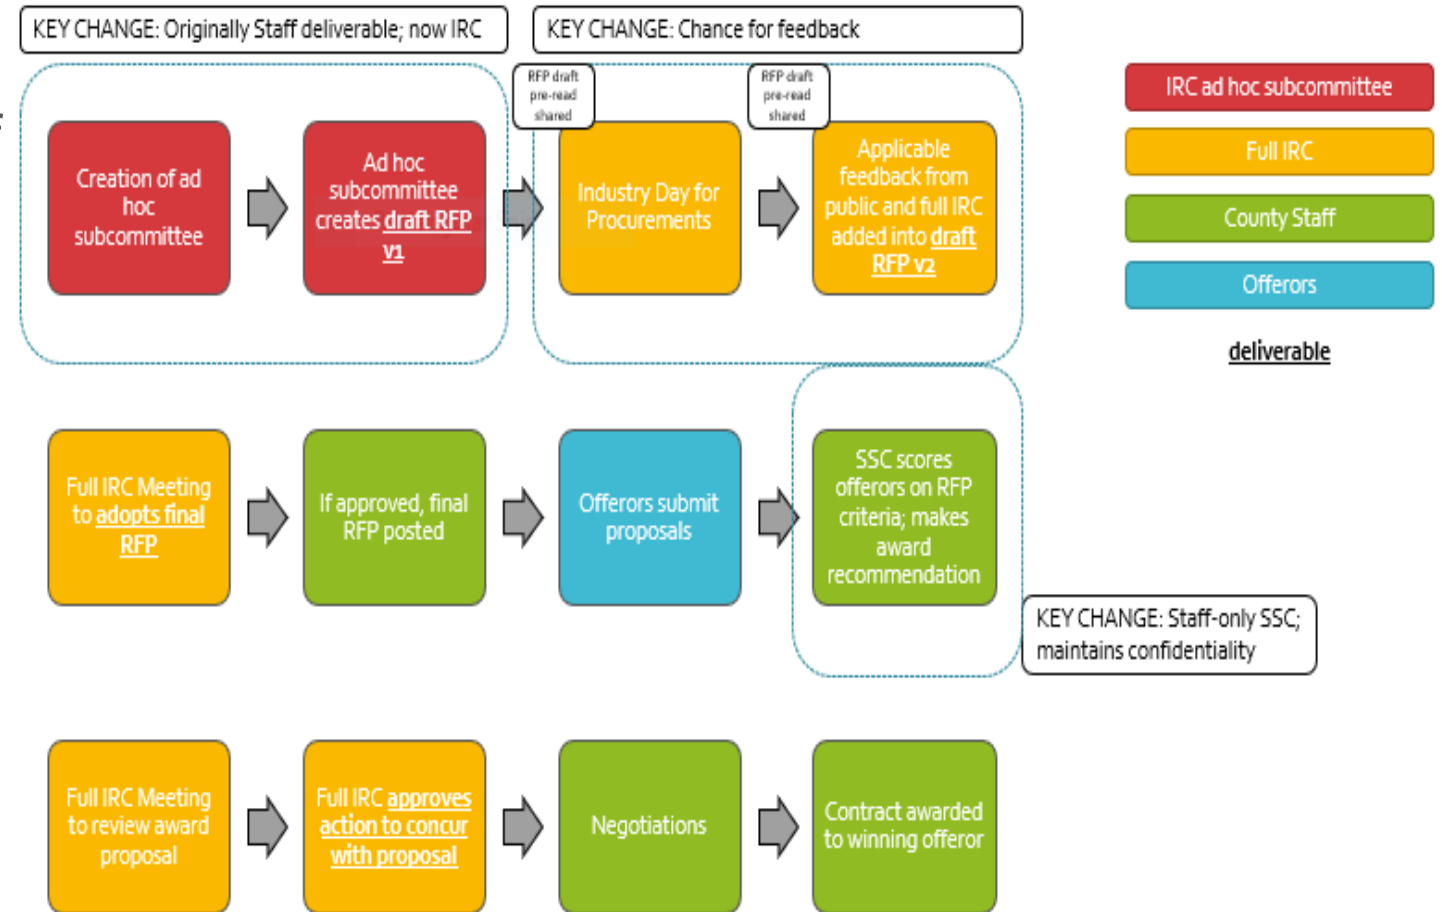 KEY CHANGE: Originally Staff deliverable; now IRC
KEY CHANGE: Chance for feedback
RFP draft
pre-read
shared
RFP draft
pre-read
shared
Creation of ad
hoc
subcommittee
Ad hoc
subcommittee
creates draft RFP
v1
Industry Day for
Procurements
Applicable
feedback from
public and full IRC
added into draft
RFP v2
IRC ad hoc subcommittee
Full IRC
County Staff
Offerors
deliverable
Full IRC Meeting
to adopts final
RFP
If approved, final
RFP posted
Offerors submit
proposals
SSC scores
offerors on RFP
criteria; makes
award
recommendation
KEY CHANGE: Staff-only SSC;
maintains confidentiality
Full IRC Meeting
to review award
proposal
Full IRC approves
action to concur
with proposal
Negotiations
Contract awarded
to winning offeror